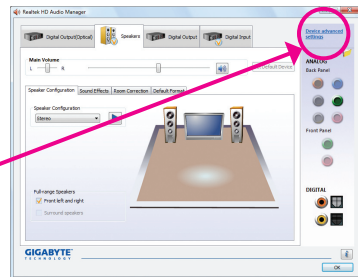 Realtek HD Audio Manager
Digital Output(Optical)
Speakers
Digital Output
Digital Input
Device advanced
settings
Main Volume
L
R
Default Device
ANALOG
Back Panel
Speaker Configuration
Sound Effects
Room Correction
Default Format
Speaker Configuration
Stereo
Front Panel
Full-range Speakers
Front left and right
Surround speakers
DIGITAL
GIGABYTE
TECHNOLOGY
i
OK